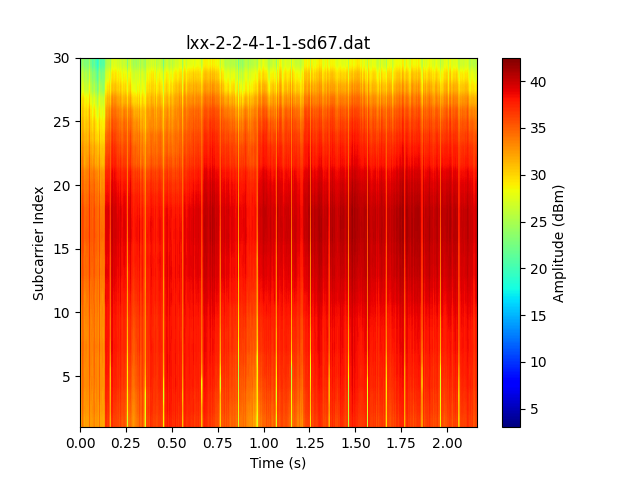 lxx-2-2-4-1-1-sd67.dat
30
25
20
15
10
5
Subcarrier Index
0.00 0.25 0.50 0.75 1.00 1.25 1.50 1.75 2.00
Time (s)
40
35
30
25
20
15
10
5
Amplitude (dBm)